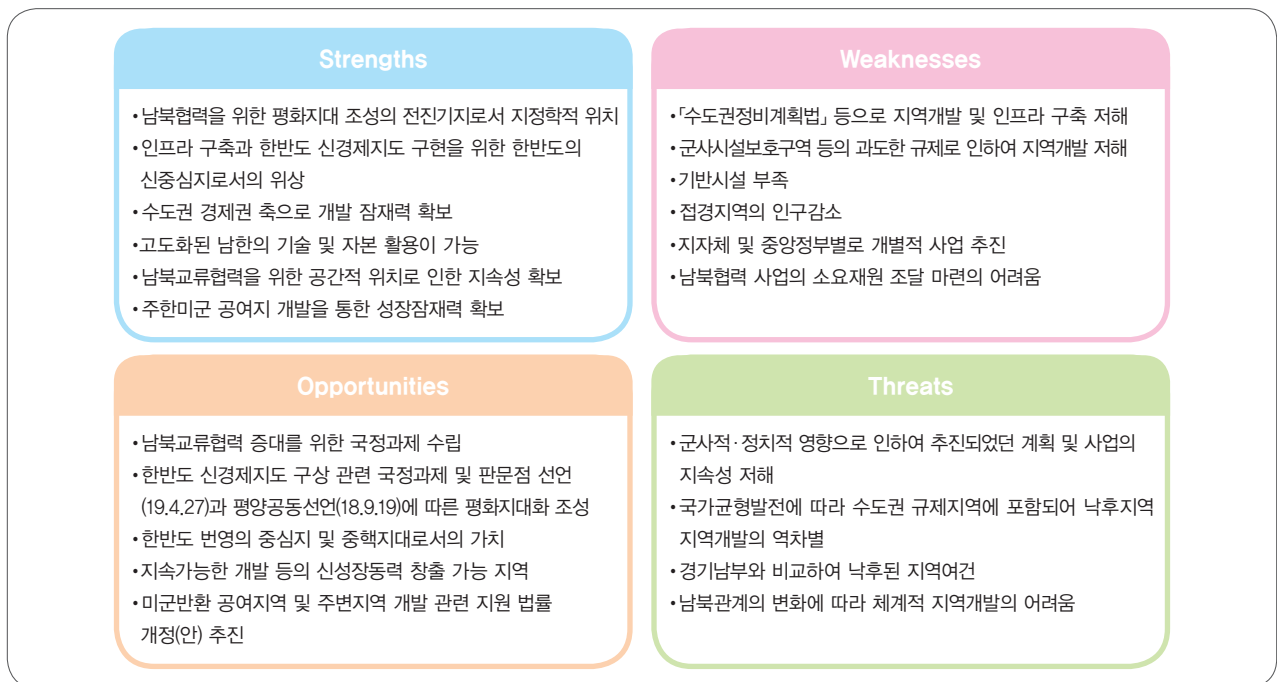 Strengths
•남북협력을 위한 평화지대 조성의 전진기지로서 지정학적 위치
•인프라 구축과 한반도 신경제지도 구현을 위한 한반도의
신중심지로서의 위상
•수도권 경제권 축으로 개발 잠재력 확보
•고도화된 남한의 기술 및 자본 활용이 가능
•남북교류협력을 위한 공간적 위치로 인한 지속성 확보
•주한미군 공여지 개발을 통한 성장잠재력 확보
Weaknesses
•「수도권정비계획법」 등으로 지역개발 및 인프라 구축 저해
•군사시설보호구역 등의 과도한 규제로 인하여 지역개발 저해
•기반시설 부족
•접경지역의 인구감소
•지자체 및 중앙정부별로 개별적 사업 추진
•남북협력 사업의 소요재원 조달 마련의 어려움
Opportunities
•남북교류협력 증대를 위한 국정과제 수립
•한반도 신경제지도 구상 관련 국정과제 및 판문점 선언
(19.4.27)과 평양공동선언(18.9.19)에 따른 평화지대화 조성
•한반도 번영의 중심지 및 중핵지대로서의 가치
•지속가능한 개발 등의 신성장동력 창출 가능 지역
•미군반환 공여지역 및 주변지역 개발 관련 지원 법률
개정(안) 추진
Threats
•군사적·정치적 영향으로 인하여 추진되었던 계획 및 사업의
지속성 저해
•국가균형발전에 따라 수도권 규제지역에 포함되어 낙후지역
지역개발의 역차별
•경기남부와 비교하여 낙후된 지역여건
•남북관계의 변화에 따라 체계적 지역개발의 어려움